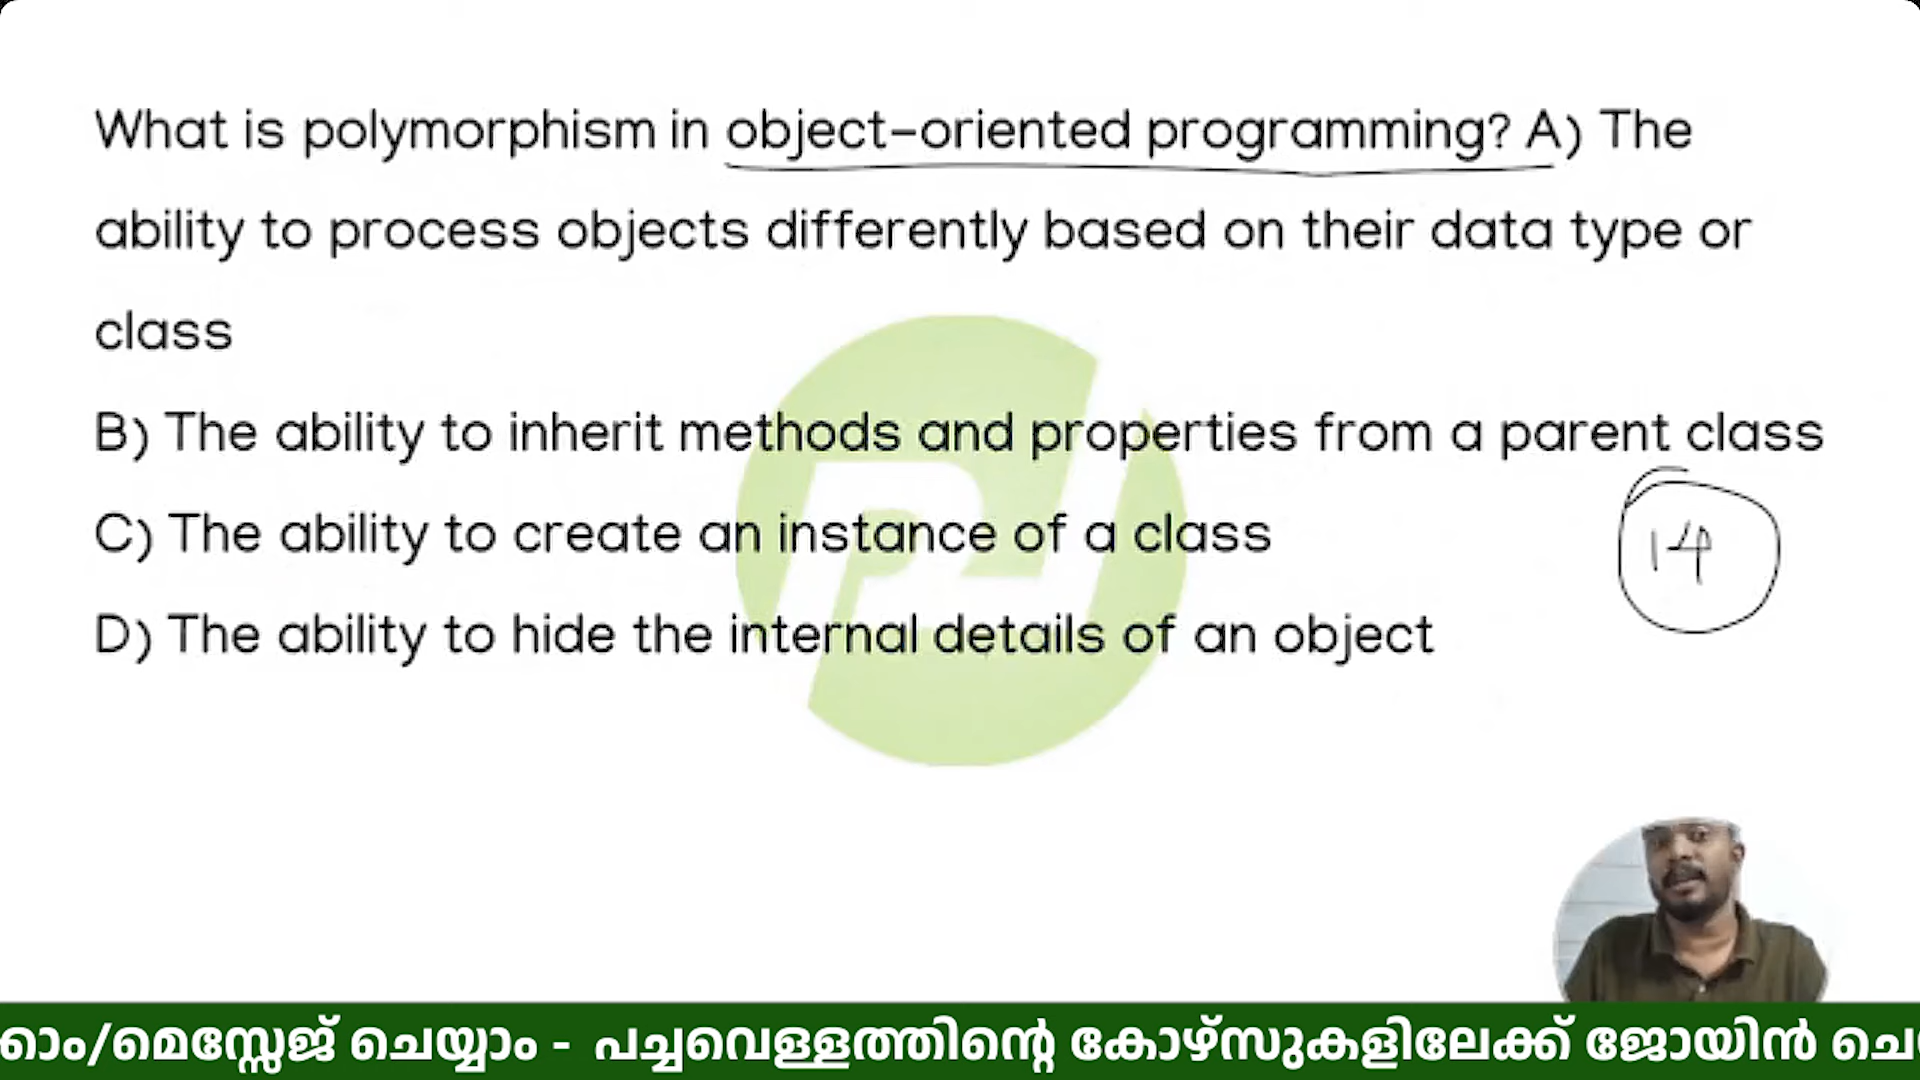 What is polymorphism in object-oriented programming? A) The
ability to process objects differently based on their data type or
class
B) The ability to inherit methods and properties from a parent class
C) The ability to create an instance of a class
14
D) The ability to hide the internal details of an object
ക്കാം/മെസ്സേജ് ചെയ്യാം - പച്ചവെള്ളത്തിന്റെ കോഴ്സുകളിലേക്ക് ജോയിൻ